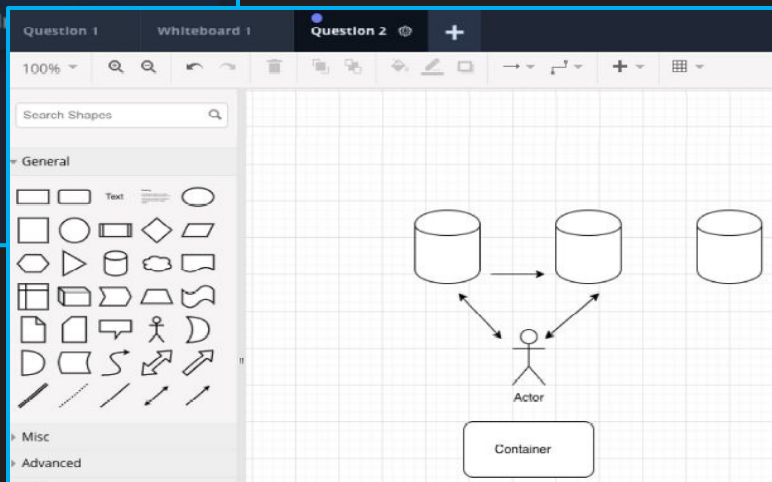 Question 1
Whiteboard 1
Question 2
100%
Search Shapes
General
Text
Misc
Advanced
Actor
Container